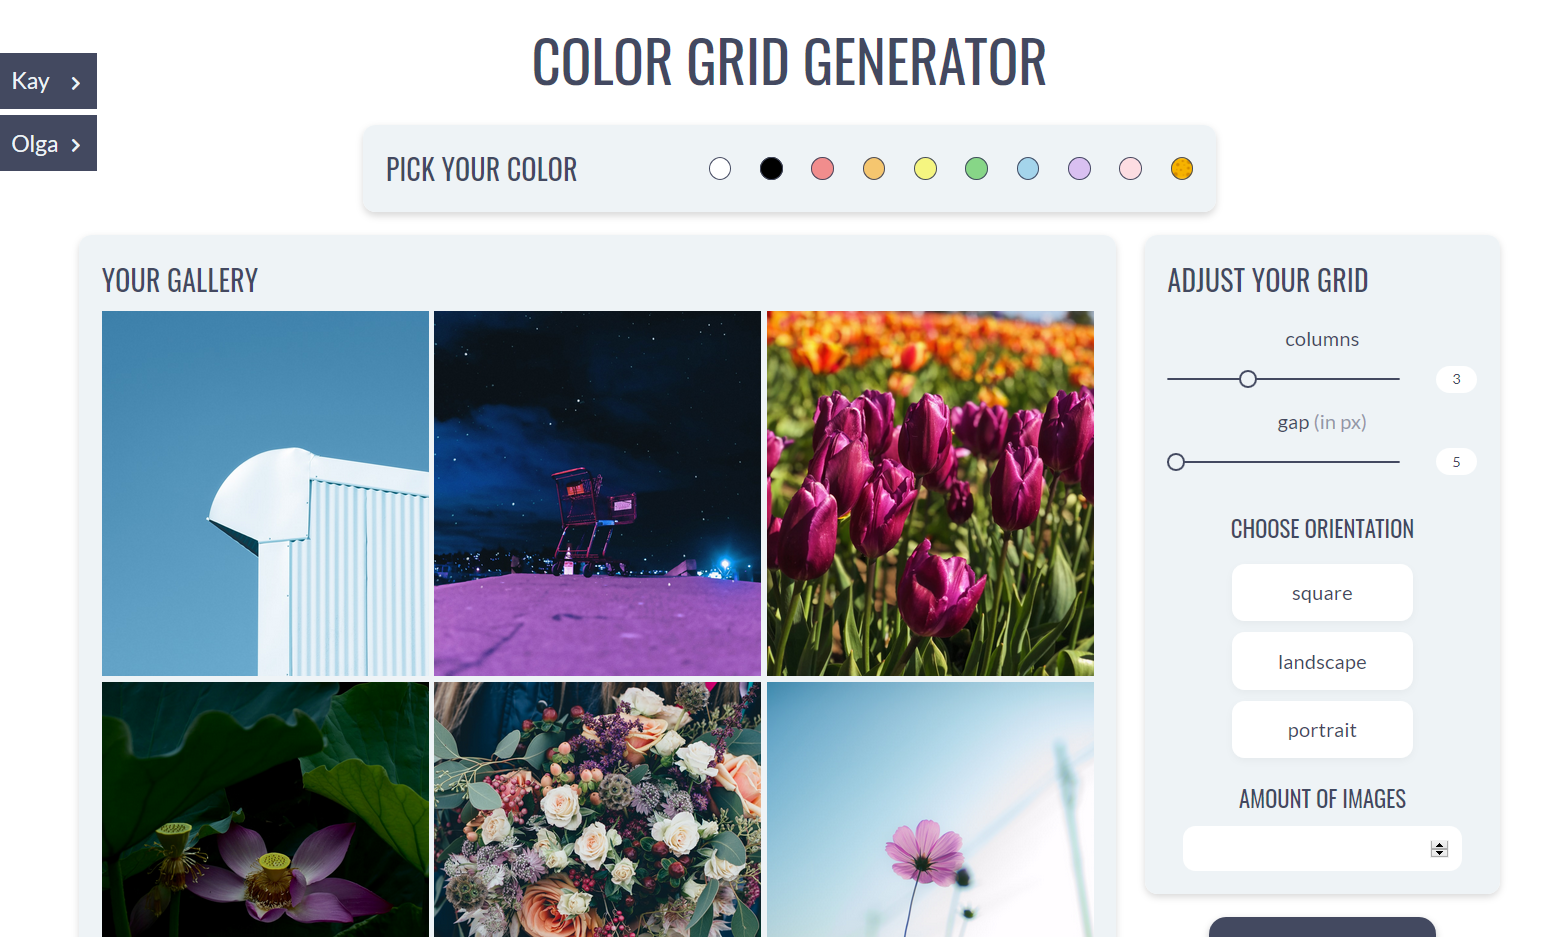 COLOR GRID GENERATOR
Kay
Olga
PICK YOUR COLOR
YOUR GALLERY
ADJUST YOUR GRID
columns
3
gap (in px)
5
CHOOSE ORIENTATION
square
landscape
portrait
AMOUNT OF IMAGES